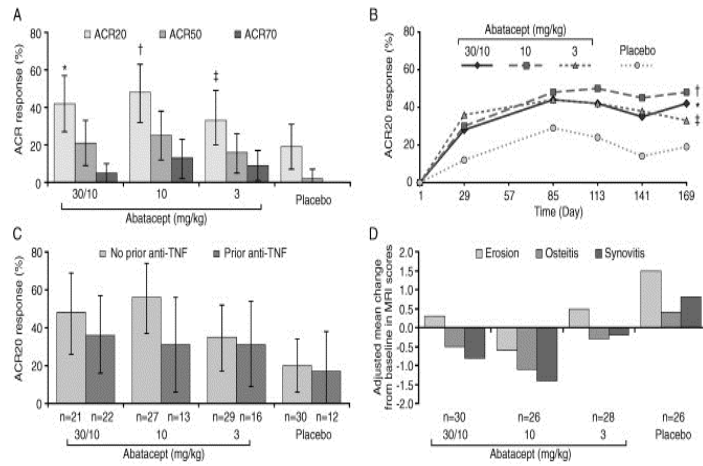 A
ACR20 ACR50 ACR70
ACR response (%)
80
60
40
20
0
* † ‡
30/10 10 3 Placebo
Abatacept (mg/kg)
B
Abatacept (mg/kg)
30/10 10 3 Placebo
ACR20 response (%)
100
80
60
40
20
0
†
*
‡
1 29 57 85 113 141 169
Time (Day)
C
No prior anti-TNF Prior anti-TNF
ACR20 response (%)
80
60
40
20
0
n=21 n=22 n=27 n=13 n=29 n=16 n=30 n=12
30/10 10 3 Placebo
Abatacept (mg/kg)
D
Erosion Osteitis Synovitis
Adjusted mean change
from baseline in MRI scores
2.0
1.5
1.0
0.5
0.0
-0.5
-1.0
-1.5
-2.0
n=30 n=26 n=28 n=26
30/10 10 3 Placebo
Abatacept (mg/kg)